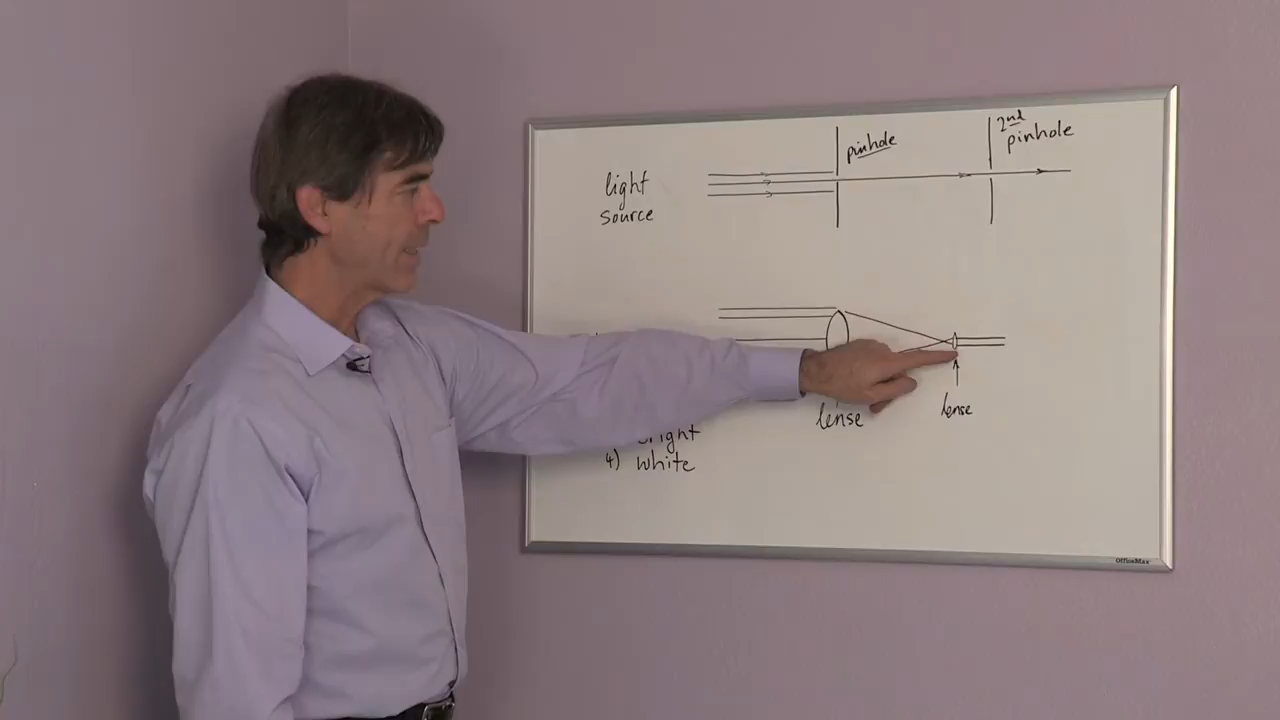 light
source
pinhole
2nd
pinhole
lense
lense
4) white
OfficeMax